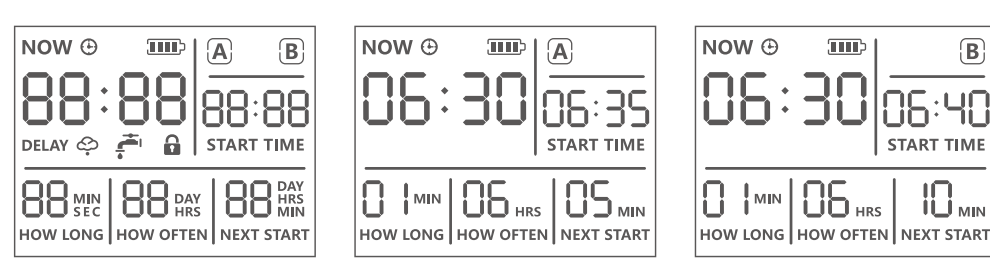 NOW A B
88:88 88:88
DELAY START TIME
88 MIN SEC 88 DAY HRS 88 DAY HRS MIN
HOW LONG HOW OFTEN NEXT START
NOW A
06:30 06:35
START TIME
01 MIN 06 HRS 05 MIN
HOW LONG HOW OFTEN NEXT START
NOW B
06:30 06:40
START TIME
01 MIN 06 HRS 10 MIN
HOW LONG HOW OFTEN NEXT START